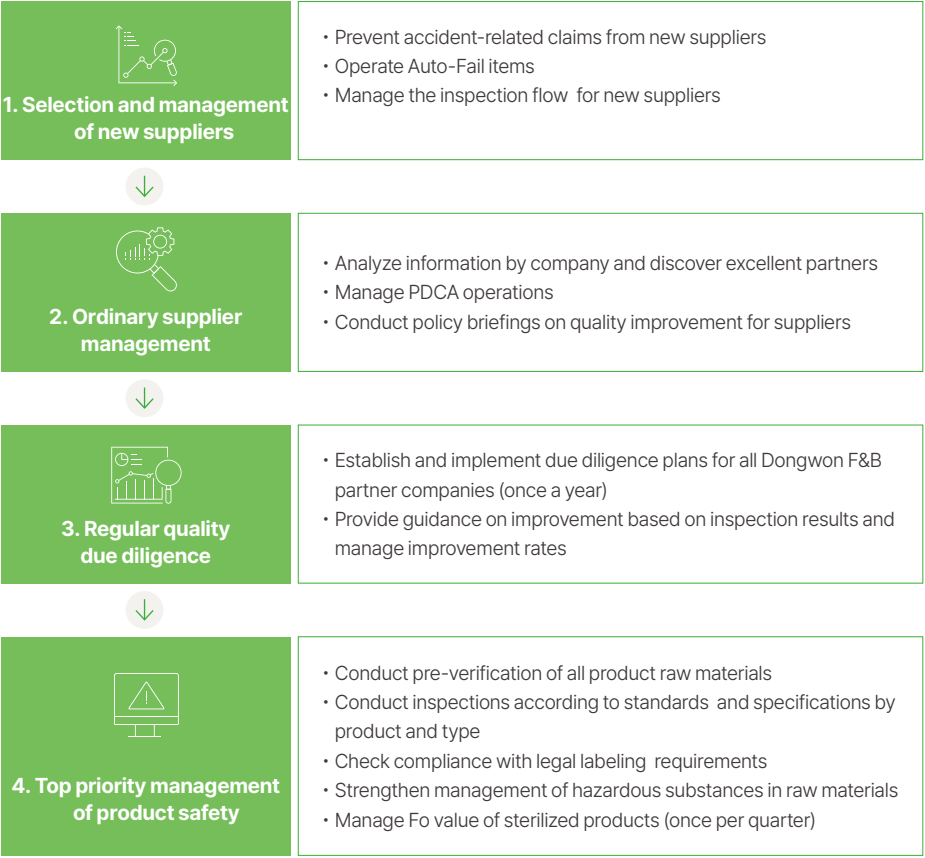 1. Selection and management
of new suppliers
• Prevent accident-related claims from new suppliers
• Operate Auto-Fail items
• Manage the inspection flow for new suppliers
2. Ordinary supplier
management
• Analyze information by company and discover excellent partners
• Manage PDCA operations
• Conduct policy briefings on quality improvement for suppliers
3. Regular quality
due diligence
• Establish and implement due diligence plans for all Dongwon F&B
partner companies (once a year)
• Provide guidance on improvement based on inspection results and
manage improvement rates
4. Top priority management
of product safety
• Conduct pre-verification of all product raw materials
• Conduct inspections according to standards and specifications by
product and type
• Check compliance with legal labeling requirements
• Strengthen management of hazardous substances in raw materials
• Manage Fo value of sterilized products (once per quarter)